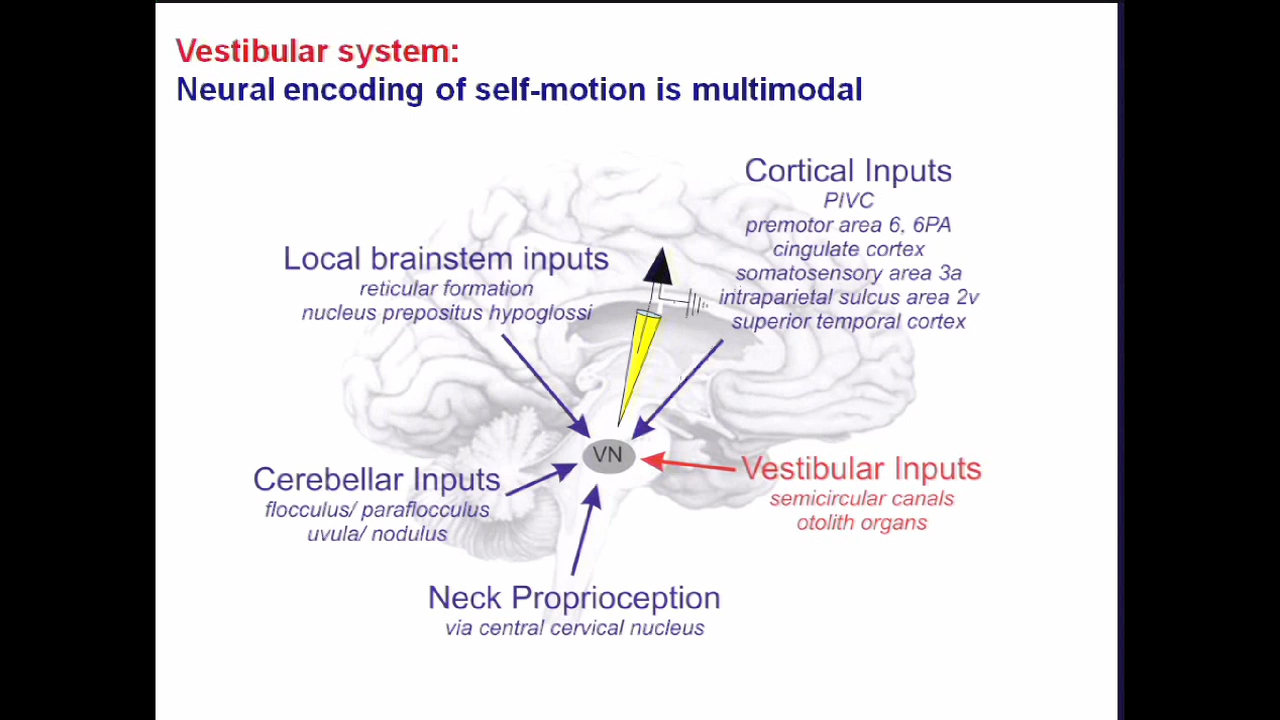 Vestibular system:
Neural encoding of self-motion is multimodal
Cortical Inputs
PIVC
premotor area 6, 6PA
cingulate cortex
somatosensory area 3a
intraparietal sulcus area 2v
superior temporal cortex
Local brainstem inputs
reticular formation
nucleus prepositus hypoglossi
VN
Vestibular Inputs
semicircular canals
otolith organs
Cerebellar Inputs
flocculus/ paraflocculus
uvula/ nodulus
Neck Proprioception
via central cervical nucleus